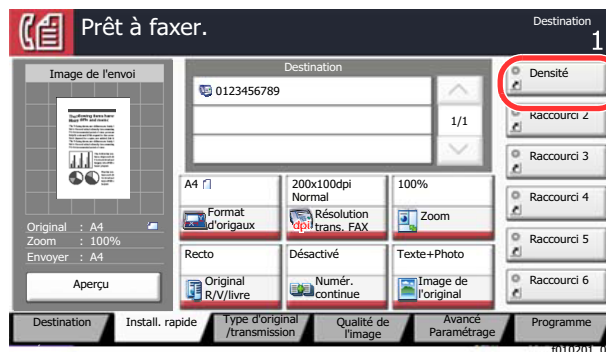 Prêt à faxer.
Destination
1
Image de l'envoi
Original : A4
Zoom : 100%
Envoyer : A4
Aperçu
Destination
0123456789
1/1
A4
Format
d'origaux
200x100dpi
Normal
dpi
Résolution
trans. FAX
100%
Zoom
Recto
Original
R/V/livre
Désactivé
Numér.
continue
Texte+Photo
Image de
l'original
Densité
Raccourci 2
Raccourci 3
Raccourci 4
Raccourci 5
Raccourci 6
Destination
Install. rapide
Type d'original
/transmission
Qualité de
l'image
Avancé
Paramétrage
Programme